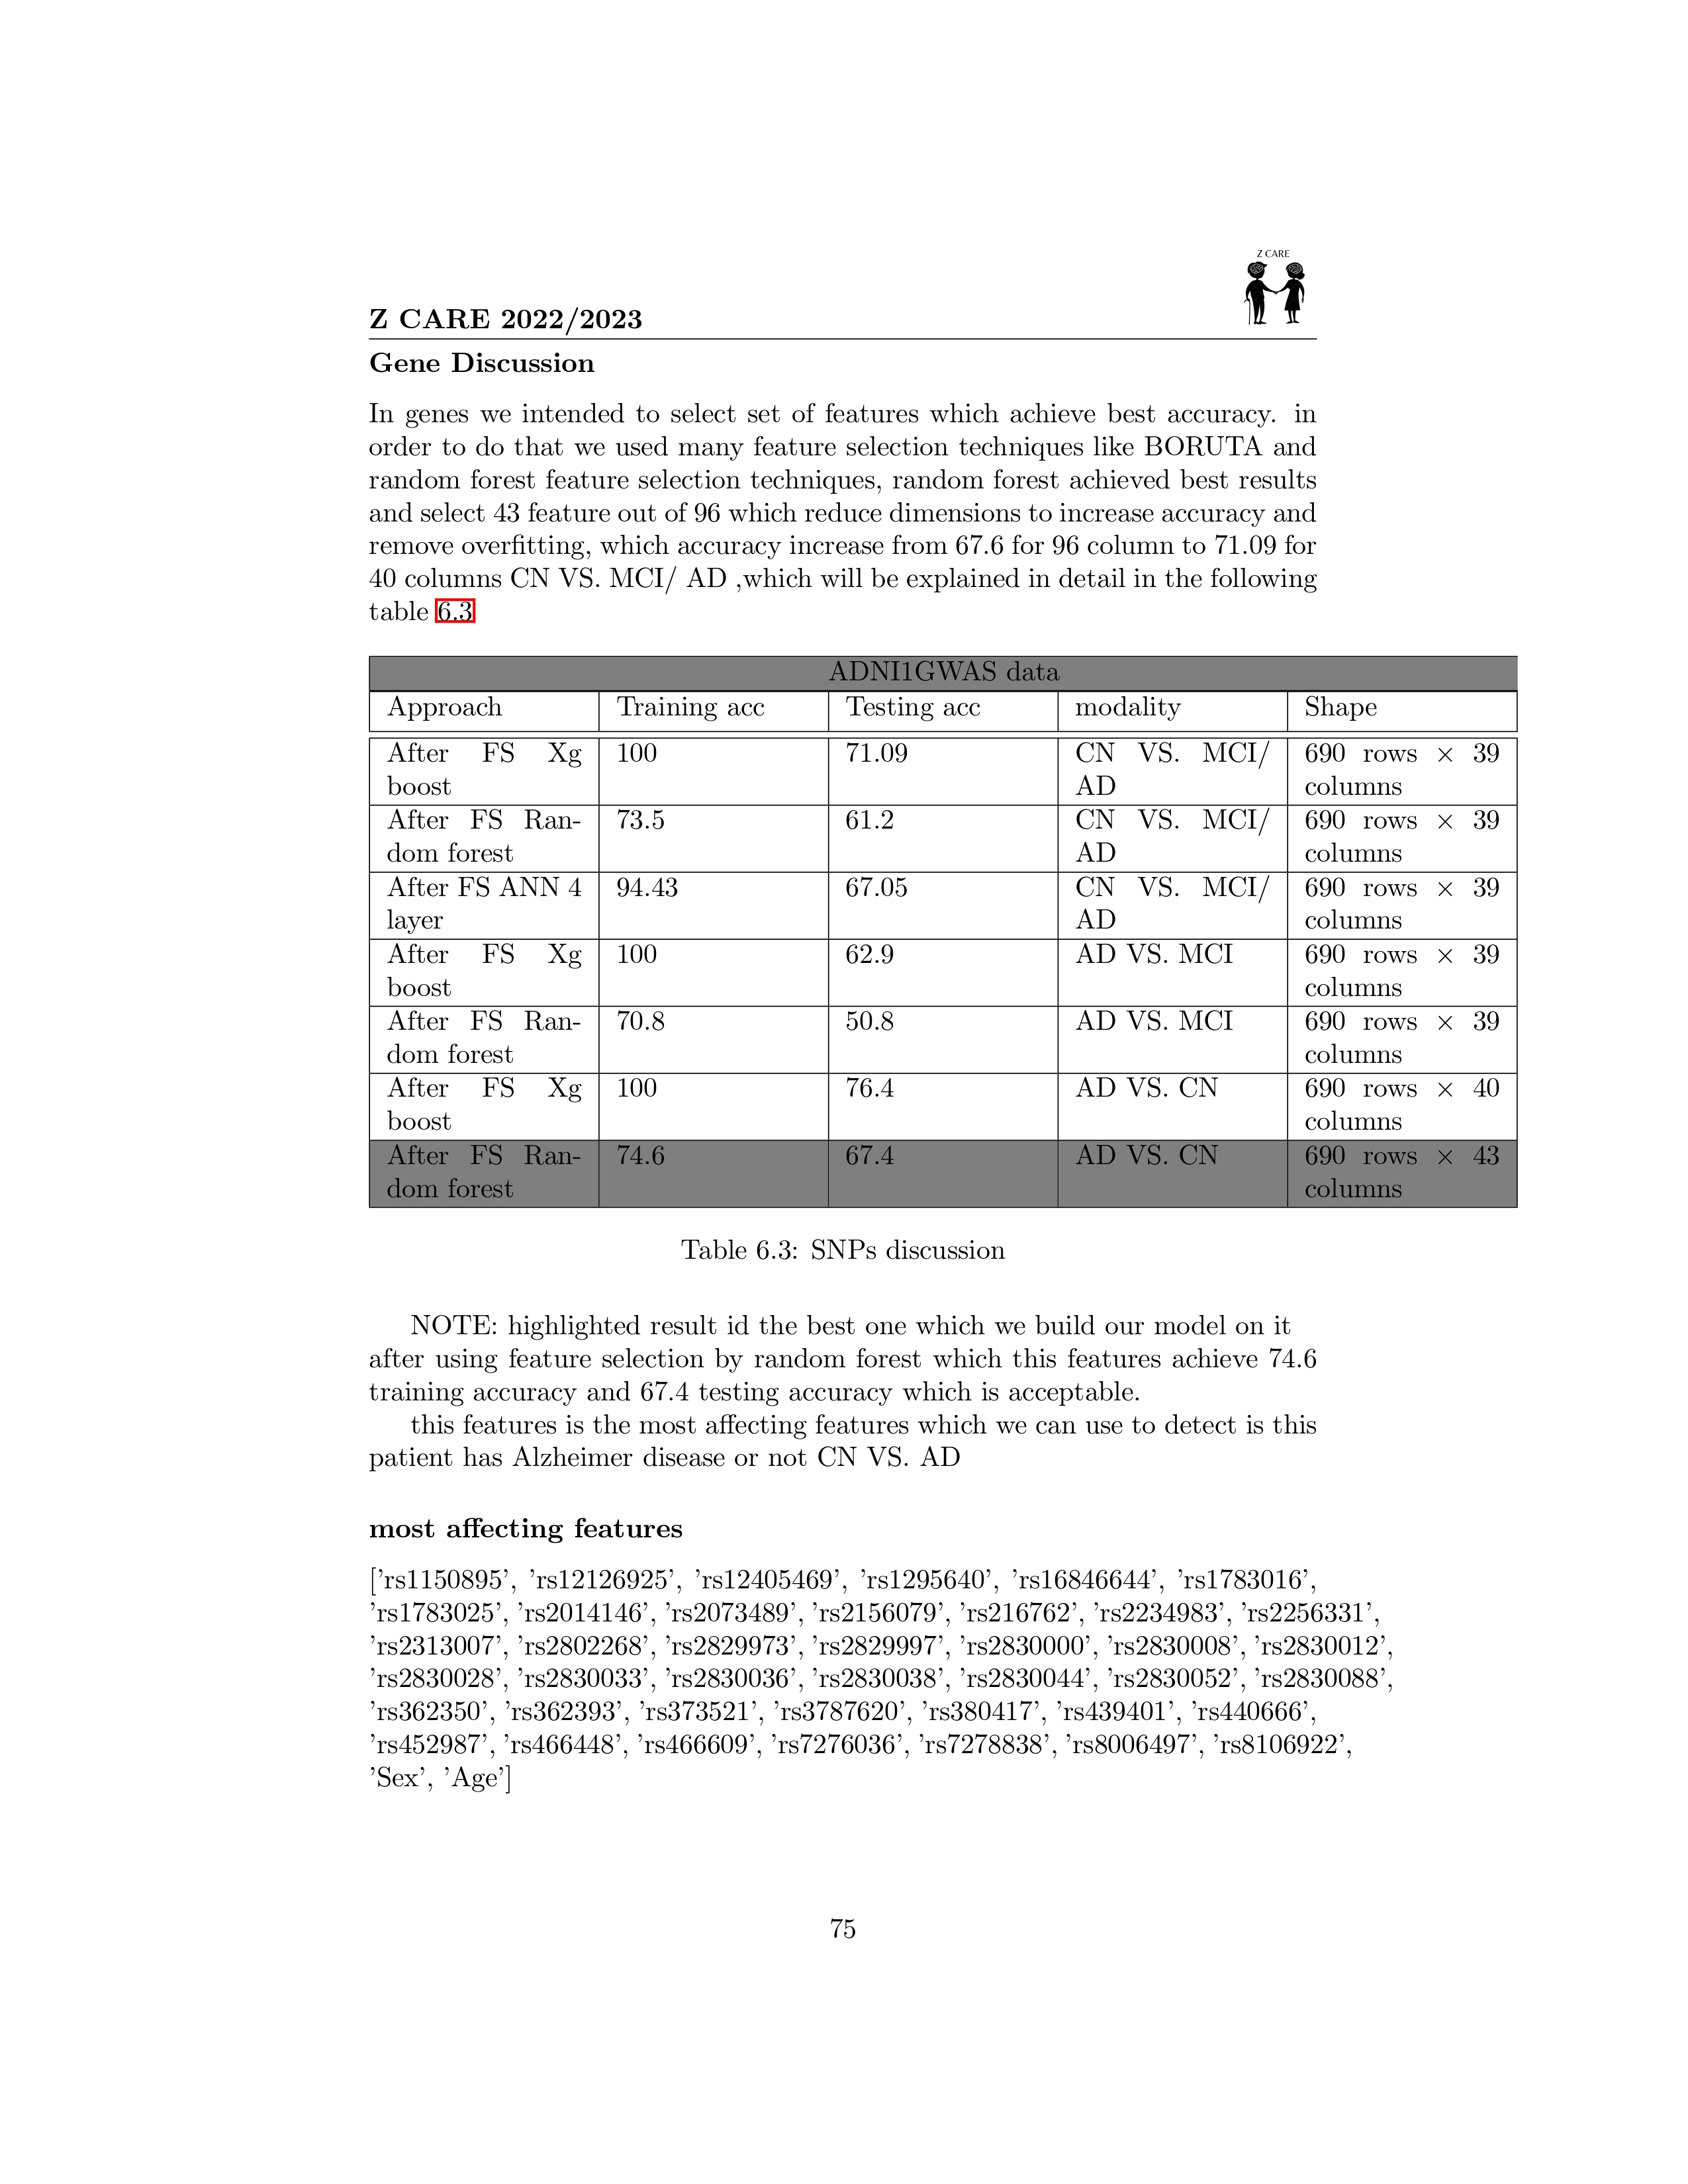 Z CARE
Z CARE 2022/2023
Gene Discussion
In genes we intended to select set of features which achieve best accuracy. in
order to do that we used many feature selection techniques like BORUTA and
random forest feature selection techniques, random forest achieved best results
and select 43 feature out of 96 which reduce dimensions to increase accuracy and
remove overfitting, which accuracy increase from 67.6 for 96 column to 71.09 for
40 columns CN VS. MCI/ AD ,which will be explained in detail in the following
table 6.3
ADNI1GWAS data
Approach Training acc Testing acc modality Shape
After FS Xg 100 71.09 CN VS. MCI/ 690 rows × 39
boost AD columns
After FS Ran- 73.5 61.2 CN VS. MCI/ 690 rows × 39
dom forest AD columns
After FS ANN 4 94.43 67.05 CN VS. MCI/ 690 rows × 39
layer AD columns
After FS Xg 100 62.9 AD VS. MCI 690 rows × 39
boost columns
After FS Ran- 70.8 50.8 AD VS. MCI 690 rows × 39
dom forest columns
After FS Xg 100 76.4 AD VS. CN 690 rows × 40
boost columns
After FS Ran- 74.6 67.4 AD VS. CN 690 rows × 43
dom forest columns
Table 6.3: SNPs discussion
NOTE: highlighted result id the best one which we build our model on it
after using feature selection by random forest which this features achieve 74.6
training accuracy and 67.4 testing accuracy which is acceptable.
this features is the most affecting features which we can use to detect is this
patient has Alzheimer disease or not CN VS. AD
most affecting features
['rs1150895', 'rs12126925', 'rs12405469', 'rs1295640', 'rs16846644', 'rs1783016',
'rs1783025', 'rs2014146', 'rs2073489', 'rs2156079', 'rs216762', 'rs2234983', 'rs2256331',
'rs2313007', 'rs2802268', 'rs2829973', 'rs2829997', 'rs2830000', 'rs2830008', 'rs2830012',
'rs2830028', 'rs2830033', 'rs2830036', 'rs2830038', 'rs2830044', 'rs2830052', 'rs2830088',
'rs362350', 'rs362393', 'rs373521', 'rs3787620', 'rs380417', 'rs439401', 'rs440666',
'rs452987', 'rs466448', 'rs466609', 'rs7276036', 'rs7278838', 'rs8006497', 'rs8106922',
'Sex', 'Age']
75